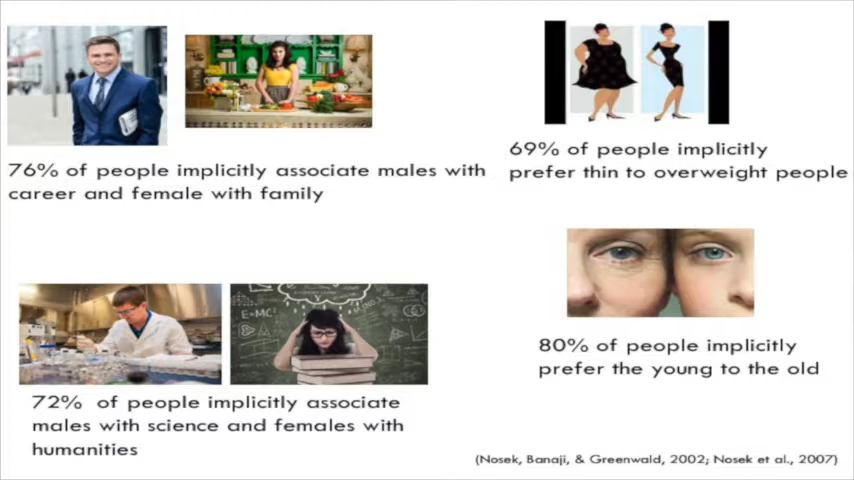 76% of people implicitly associate males with
career and female with family
69% of people implicitly
prefer thin to overweight people
E=MC²
72% of people implicitly associate
males with science and females with
humanities
80% of people implicitly
prefer the young to the old
(Nosek, Banaji, & Greenwald, 2002; Nosek et al., 2007)